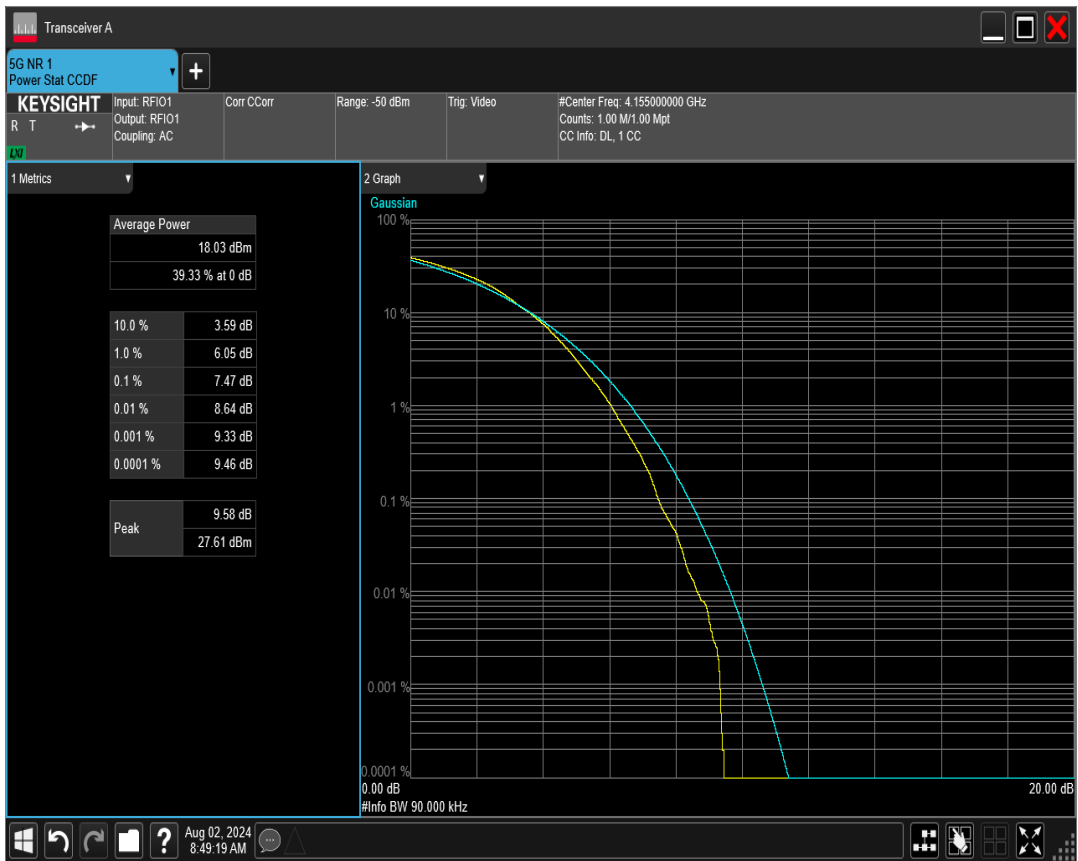 Transceiver A
5G NR 1
Power Stat CCDF
+
KEYSIGHT
R T
LXI
Input: RFIO1
Output: RFIO1
Coupling: AC
Corr CCorr
Range: -50 dBm
Trig: Video
#Center Freq: 4.155000000 GHz
Counts: 1.00 M/1.00 Mpt
CC Info: DL, 1 CC
1 Metrics
Average Power
18.03 dBm
39.33 % at 0 dB
10.0 % 3.59 dB
1.0 % 6.05 dB
0.1 % 7.47 dB
0.01 % 8.64 dB
0.001 % 9.33 dB
0.0001 % 9.46 dB
Peak 9.58 dB
27.61 dBm
2 Graph
Gaussian
100 %
10 %
1 %
0.1 %
0.01 %
0.001 %
0.0001 %
0.00 dB 20.00 dB
#Info BW 90.000 kHz
?
Aug 02, 2024
8:49:19 AM